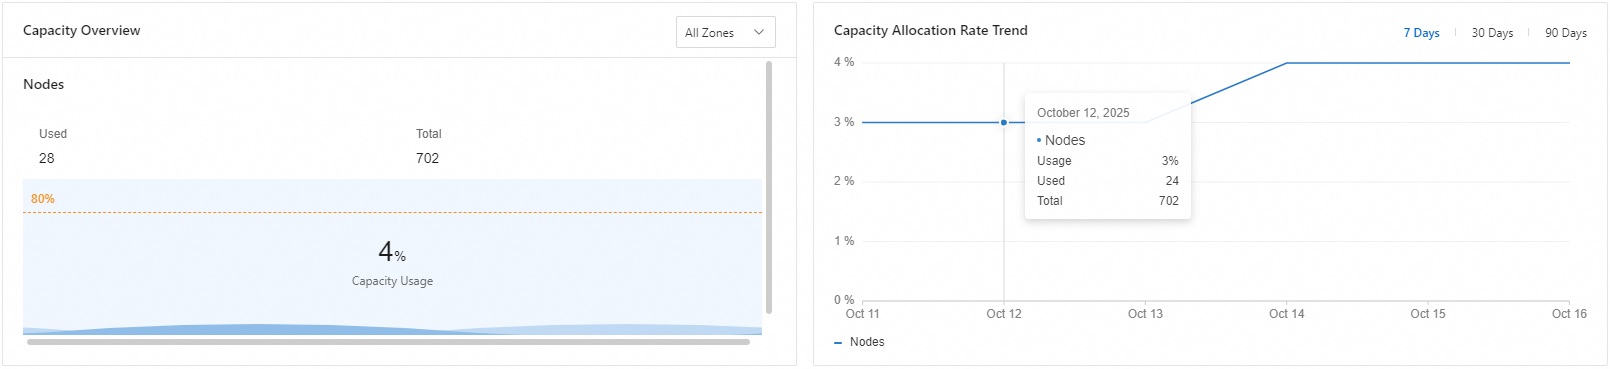 Capacity Overview
All Zones
Nodes
Used
Total
28
702
80%
4%
Capacity Usage
Capacity Allocation Rate Trend
7 Days
30 Days
90 Days
4 %
3 %
2 %
1 %
0 %
October 12, 2025
Nodes
Usage 3%
Used 24
Total 702
Oct 11
Oct 12
Oct 13
Oct 14
Oct 15
Oct 16
Nodes